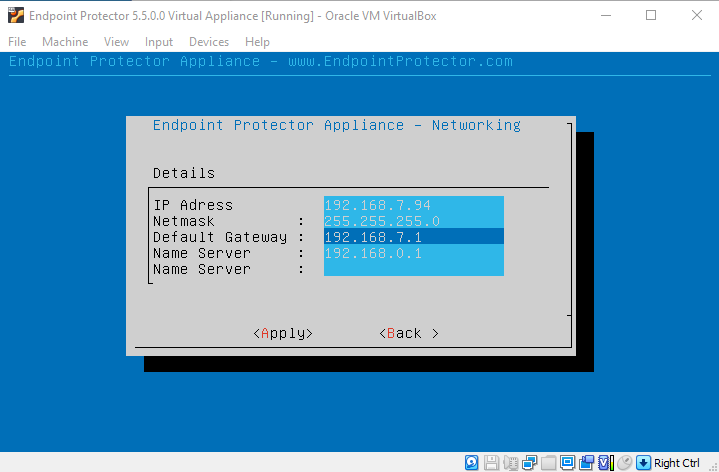 Endpoint Protector 5.5.0.0 Virtual Appliance [Running] - Oracle VM VirtualBox
File Machine View Input Devices Help
Endpoint Protector Appliance - www.EndpointProtector.com
Endpoint Protector Appliance - Networking
Details
IP Adress 192.168.7.94
Netmask : 255.255.255.0
Default Gateway : 192.168.7.1
Name Server : 192.168.0.1
Name Server :
<Apply> <Back >
Right Ctrl